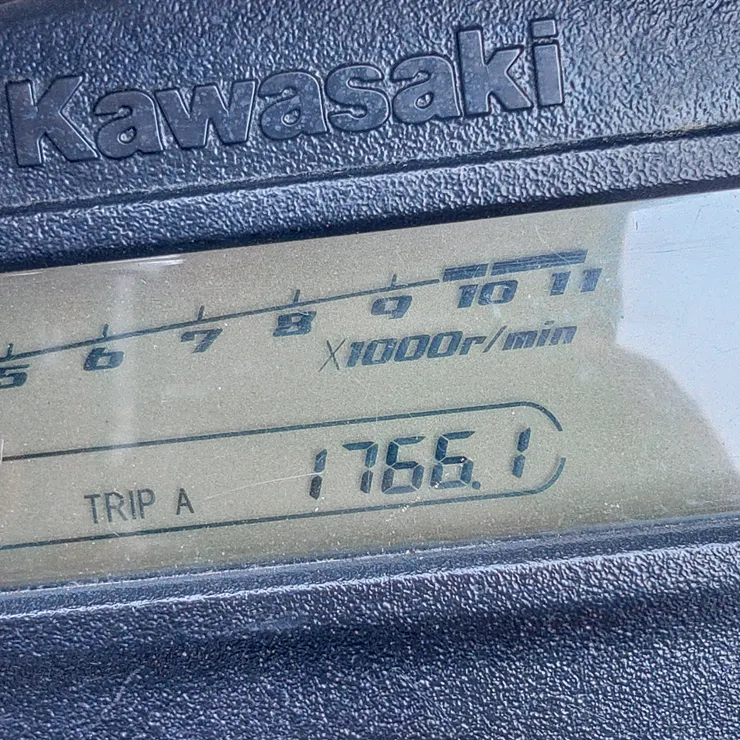 Kawasaki
5 6 7 8 9 10 11
X1000r/min
TRIP A 1766.1